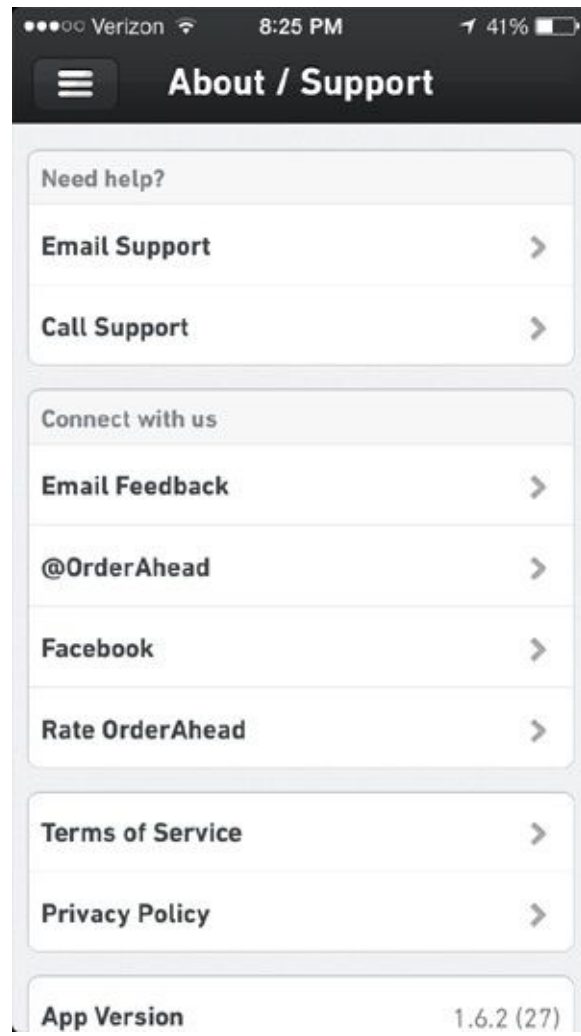 Verizon 8:25 PM 41%
About / Support
Need help?
Email Support
Call Support
Connect with us
Email Feedback
@OrderAhead
Facebook
Rate OrderAhead
Terms of Service
Privacy Policy
App Version 1.6.2 (27)